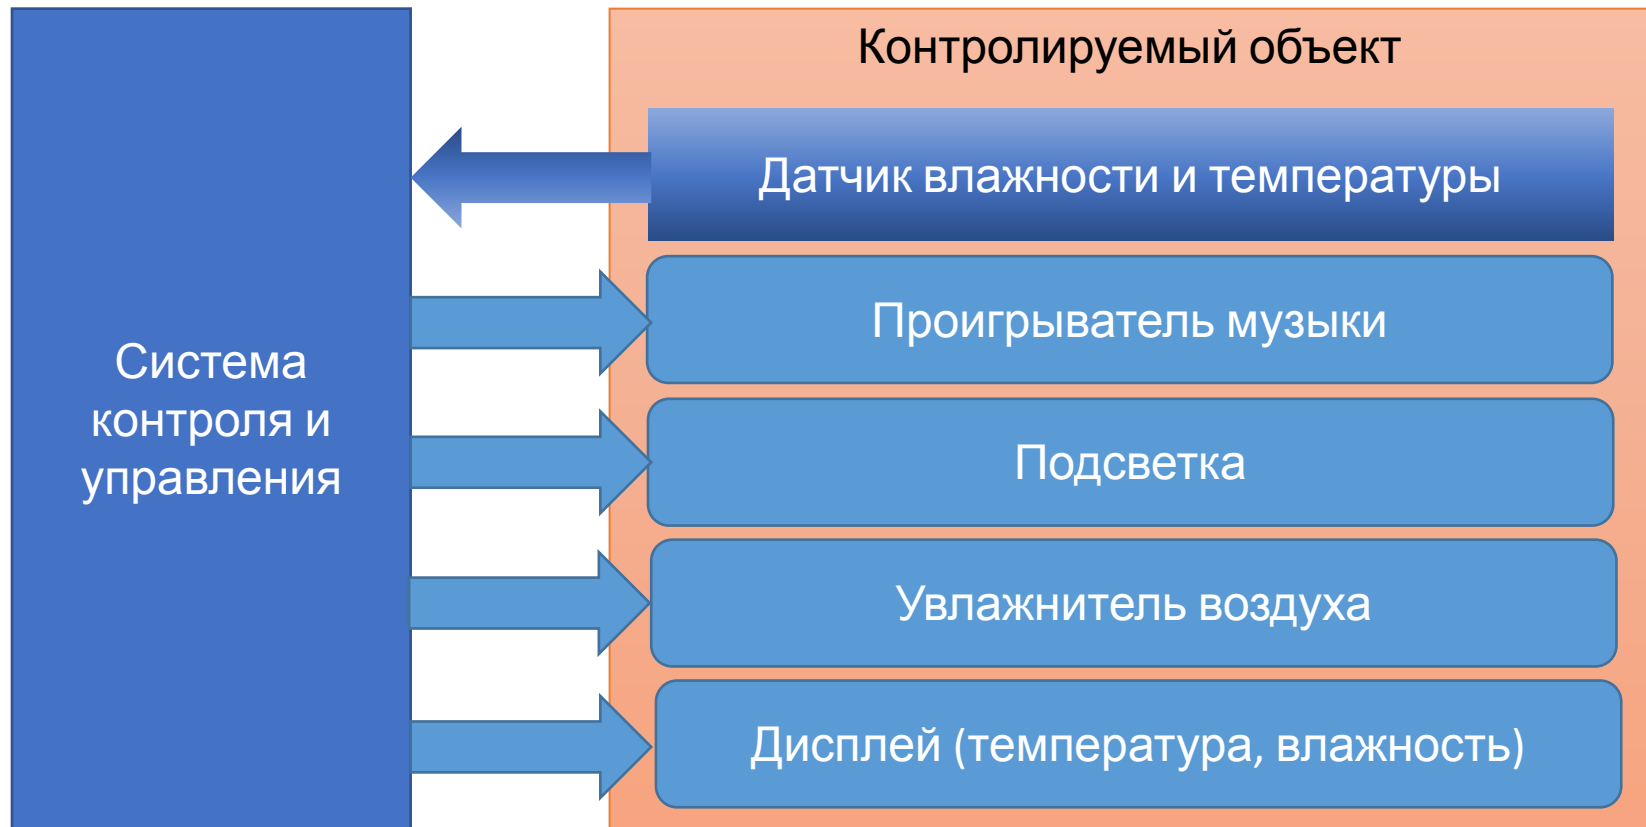 Контролируемый объект
Датчик влажности и температуры
Проигрыватель музыки
Система
контроля и
управления
Подсветка
Увлажнитель воздуха
Дисплей (температура, влажность)